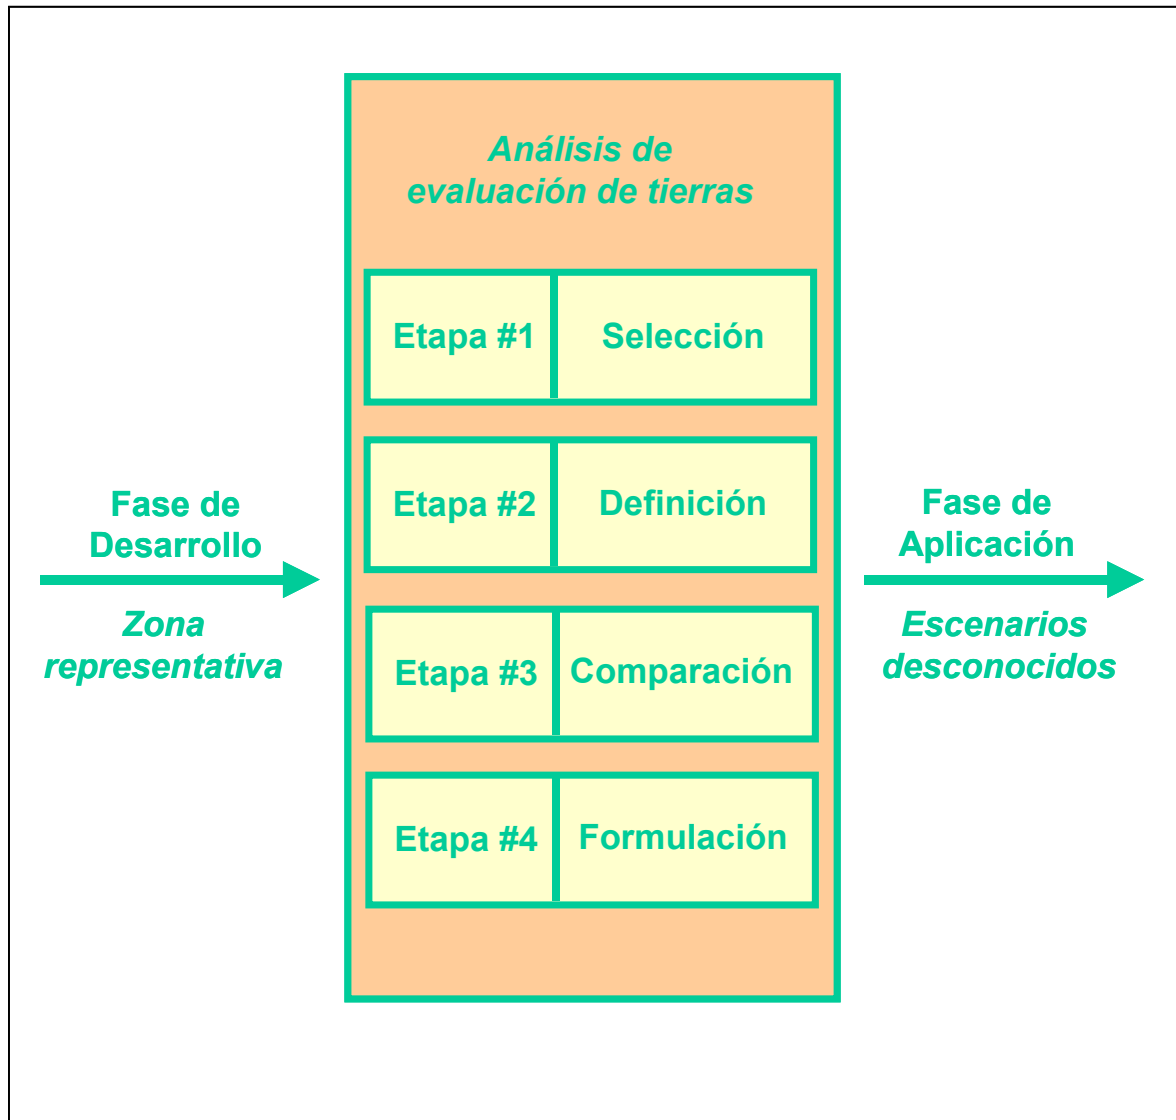 Análisis de
evaluación de tierras
Etapa #1 Selección
Etapa #2 Definición
Etapa #3 Comparación
Etapa #4 Formulación
Fase de
Desarrollo
Zona
representativa
Fase de
Aplicación
Escenarios
desconocidos